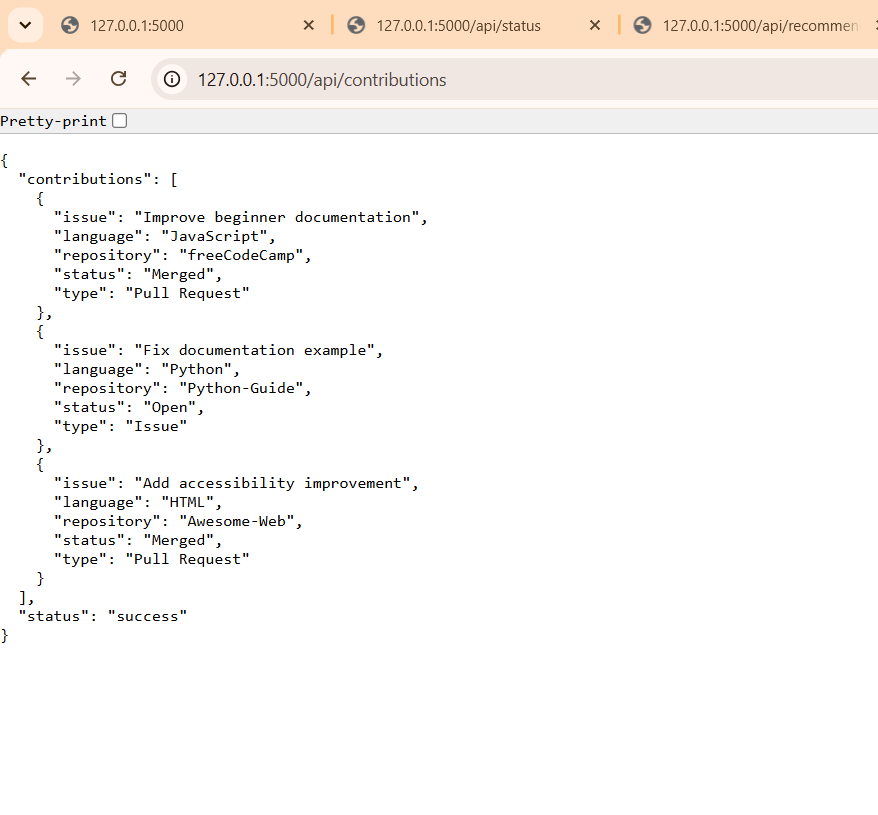 127.0.0.1:5000
127.0.0.1:5000/api/status
127.0.0.1:5000/api/recommen
127.0.0.1:5000/api/contributions
Pretty-print
{
  "contributions": [
    {
      "issue": "Improve beginner documentation",
      "language": "JavaScript",
      "repository": "freeCodeCamp",
      "status": "Merged",
      "type": "Pull Request"
    },
    {
      "issue": "Fix documentation example",
      "language": "Python",
      "repository": "Python-Guide",
      "status": "Open",
      "type": "Issue"
    },
    {
      "issue": "Add accessibility improvement",
      "language": "HTML",
      "repository": "Awesome-Web",
      "status": "Merged",
      "type": "Pull Request"
    }
  ],
  "status": "success"
}